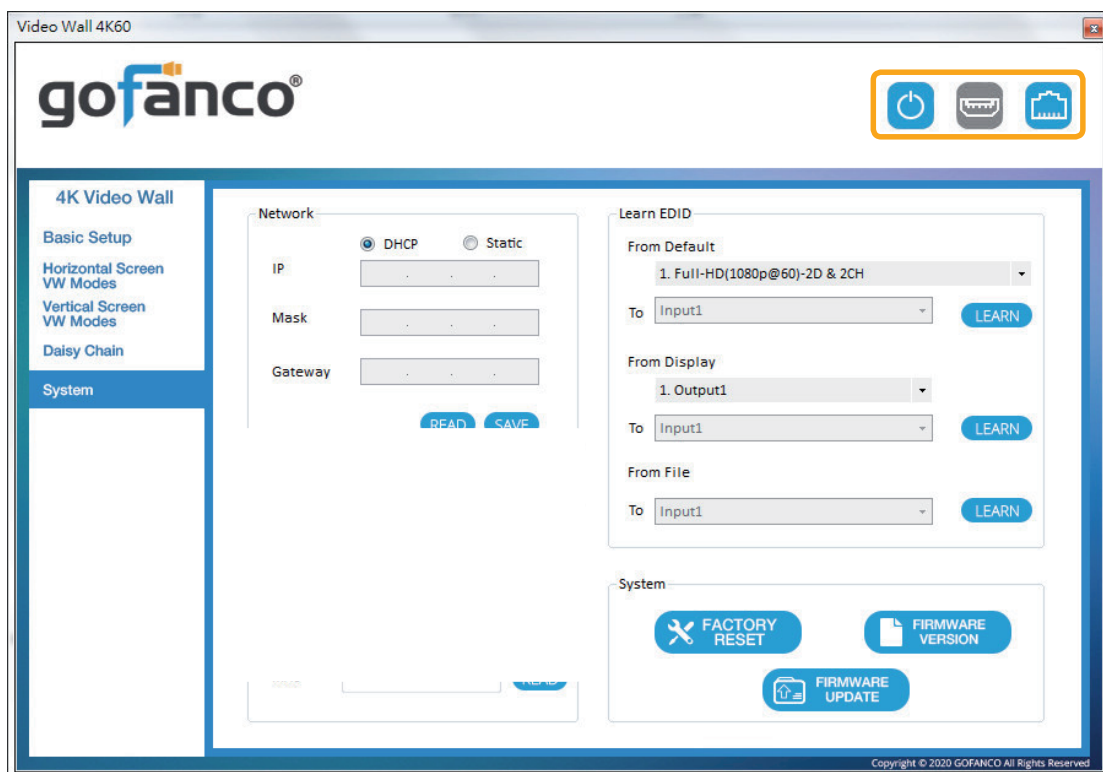 Video Wall 4K60
gofanco®
4K Video Wall
Basic Setup
Horizontal Screen
VW Modes
Vertical Screen
VW Modes
Daisy Chain
System
Network
DHCP Static
IP . . .
Mask . . .
Gateway . . .
READ SAVE
Learn EDID
From Default
1. Full-HD(1080p@60)-2D & 2CH
To Input1 LEARN
From Display
1. Output1
To Input1 LEARN
From File
To Input1 LEARN
System
FACTORY
RESET
FIRMWARE
VERSION
FIRMWARE
UPDATE
READ
Copyright © 2020 GOFANCO All Rights Reserved